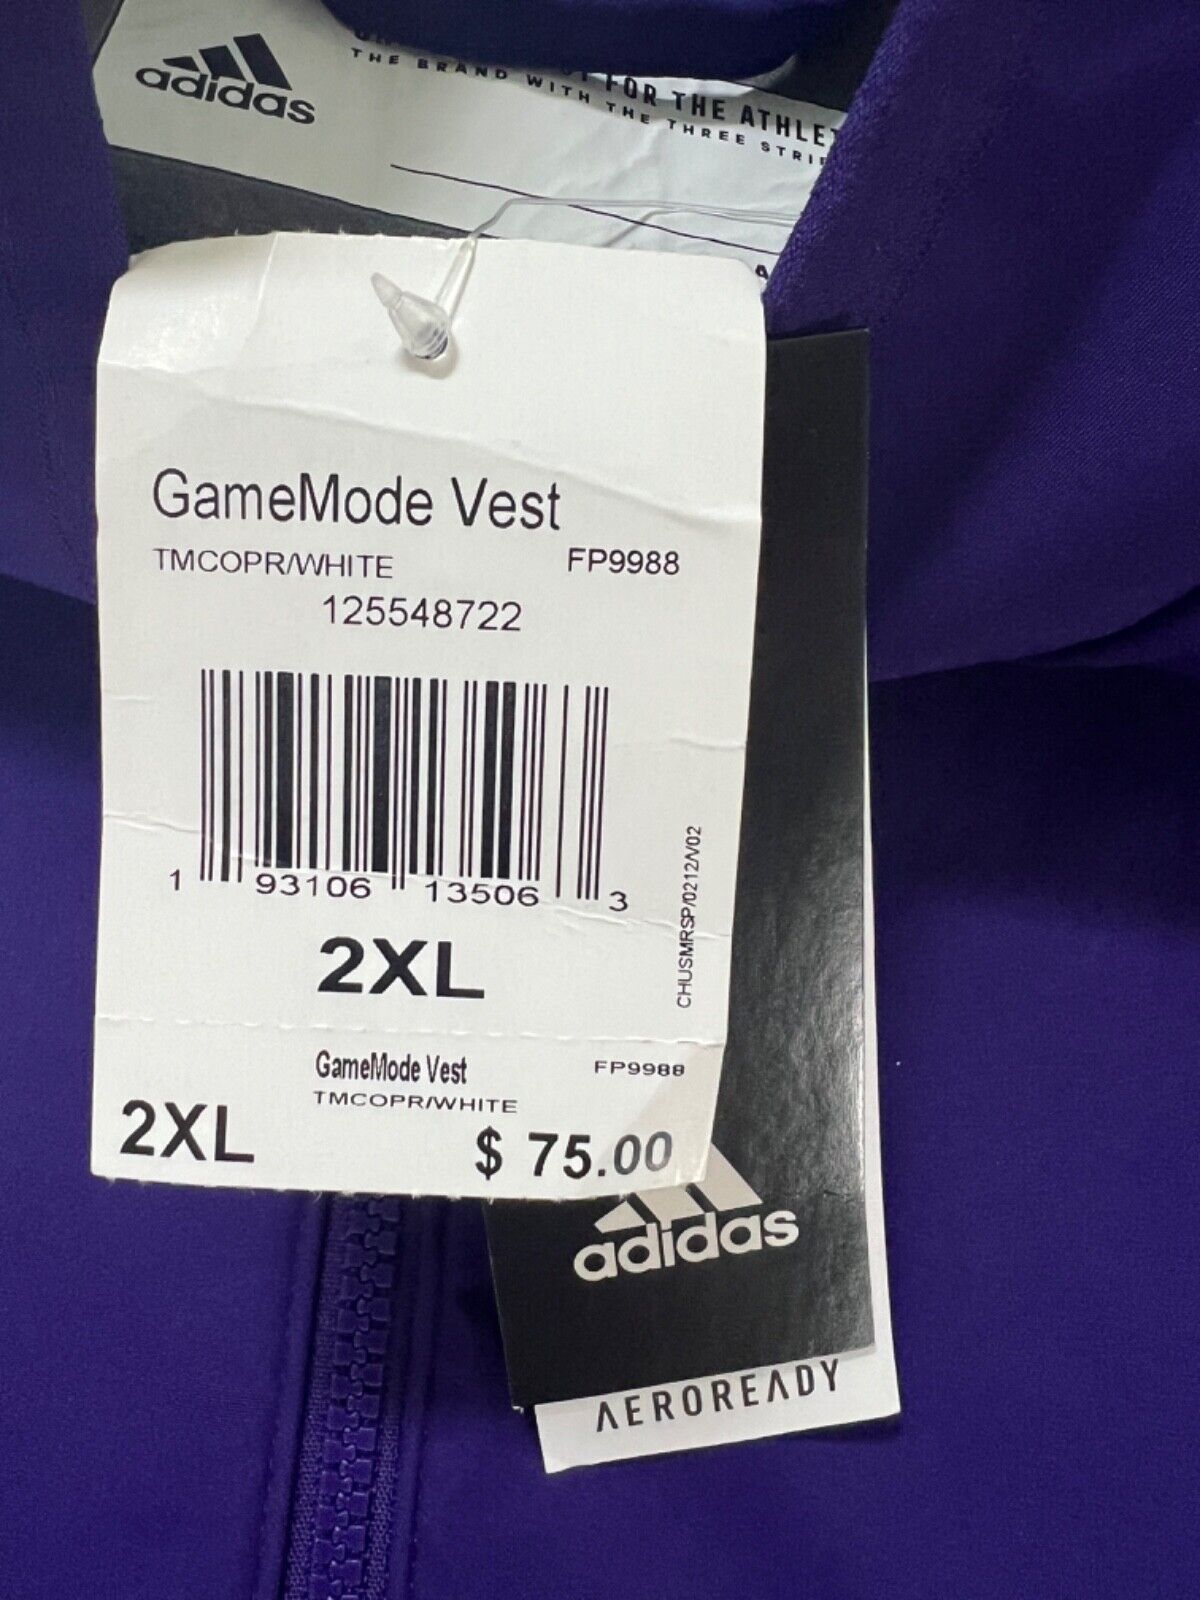 adidas
FOR THE ATHLE
THE BRAND WITH THE THREE STRI
GameMode Vest
TMCOPR/WHITE FP9988
125548722
1 93106 13506 3
CHUSMRSP/0212/V02
2XL
GameMode Vest FP9988
TMCOPR/WHITE
2XL $ 75.00
adidas
AEROREADY